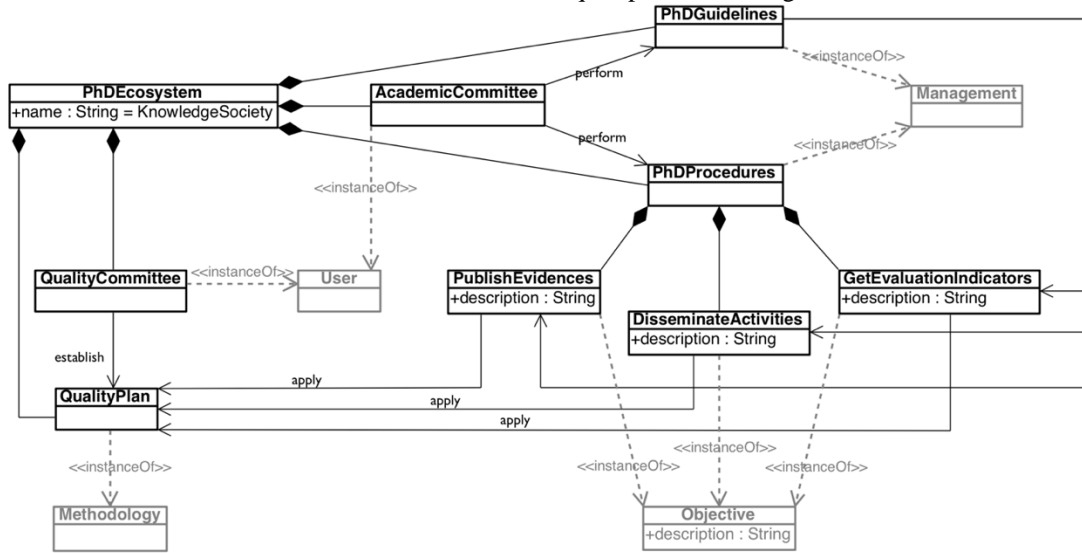 PhDGuidelines
<<instanceOf>>
perform
PhDEcosystem
+name : String = KnowledgeSociety
AcademicCommittee
Management
perform
<<instanceOf>>
PhDProcedures
<<instanceOf>>
QualityCommittee
<<instanceOf>>
User
PublishEvidences
+description : String
GetEvaluationIndicators
+description : String
DisseminateActivities
+description : String
establish
apply
QualityPlan
apply
apply
<<instanceOf>>
<<instanceOf>>
<<instanceOf>>
<<instanceOf>>
Methodology
Objective
+description : String